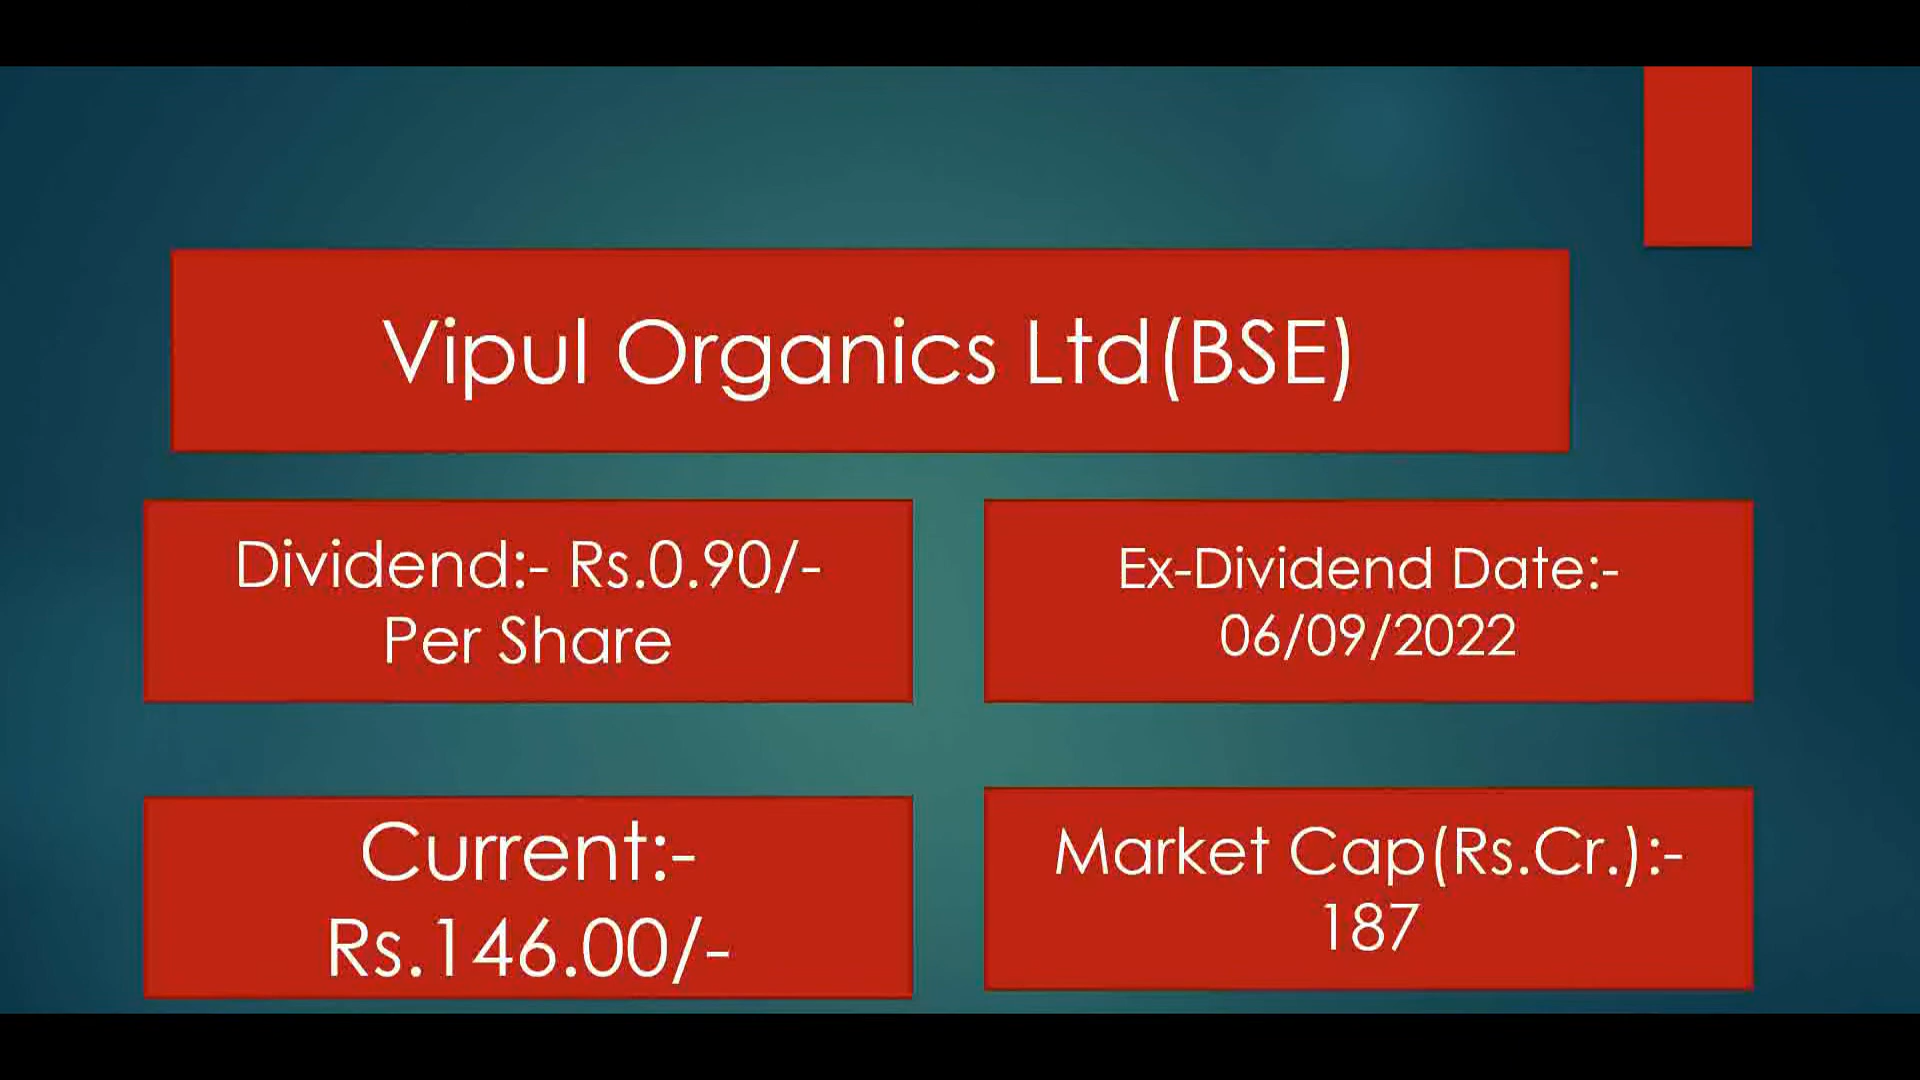 Vipul Organics Ltd(BSE)
Dividend:- Rs.0.90/-
Per Share
Ex-Dividend Date:-
06/09/2022
Current:-
Rs.146.00/-
Market Cap(Rs.Cr.):-
187